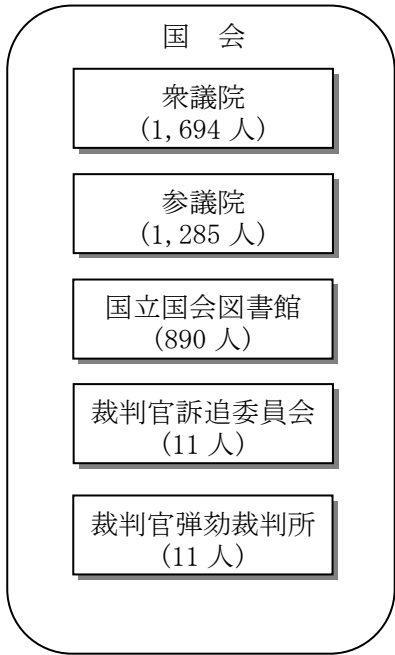 国　会
衆議院
(1,694 人)
参議院
(1,285 人)
国立国会図書館
(890 人)
裁判官訴追委員会
(11 人)
裁判官弾劾裁判所
(11 人)